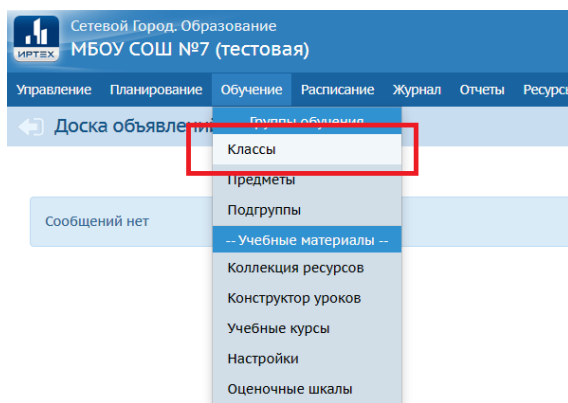 Сетевой Город. Образование
ИРТЕХ
МБОУ СОШ №7 (тестовая)
Управление Планирование Обучение Расписание Журнал Отчеты Ресурсы
Доска объявлений
-- Группы обучения
Классы
Предметы
Подгруппы
Сообщений нет
-- Учебные материалы --
Коллекция ресурсов
Конструктор уроков
Учебные курсы
Настройки
Оценочные шкалы